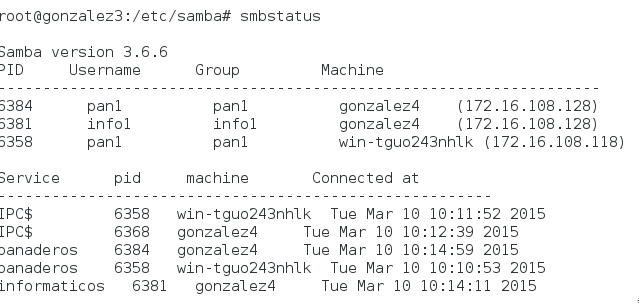 root@gonzalez3:/etc/samba# smbstatus
Samba version 3.6.6
PID Username Group Machine
-------------------------------------------------------------------
6384 pan1 pan1 gonzalez4 (172.16.108.128)
6381 info1 info1 gonzalez4 (172.16.108.128)
6358 pan1 pan1 win-tguo243nhlk (172.16.108.118)
Service pid machine Connected at
-------------------------------------------------------
IPC$ 6358 win-tguo243nhlk Tue Mar 10 10:11:52 2015
IPC$ 6368 gonzalez4 Tue Mar 10 10:12:39 2015
panaderos 6384 gonzalez4 Tue Mar 10 10:14:59 2015
panaderos 6358 win-tguo243nhlk Tue Mar 10 10:10:53 2015
informaticos 6381 gonzalez4 Tue Mar 10 10:14:11 2015